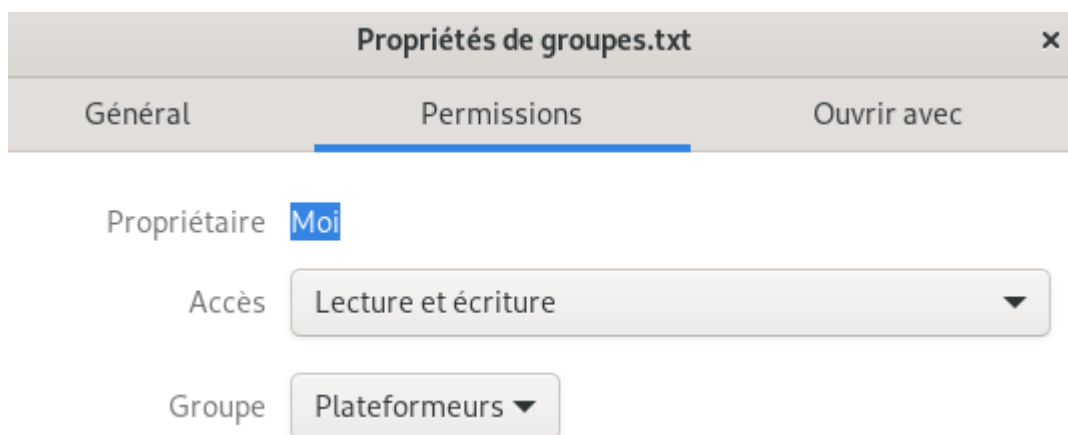 Propriétés de groupes.txt ×
Général Permissions Ouvrir avec
Propriétaire Moi
Accès Lecture et écriture
Groupe Plateformeurs